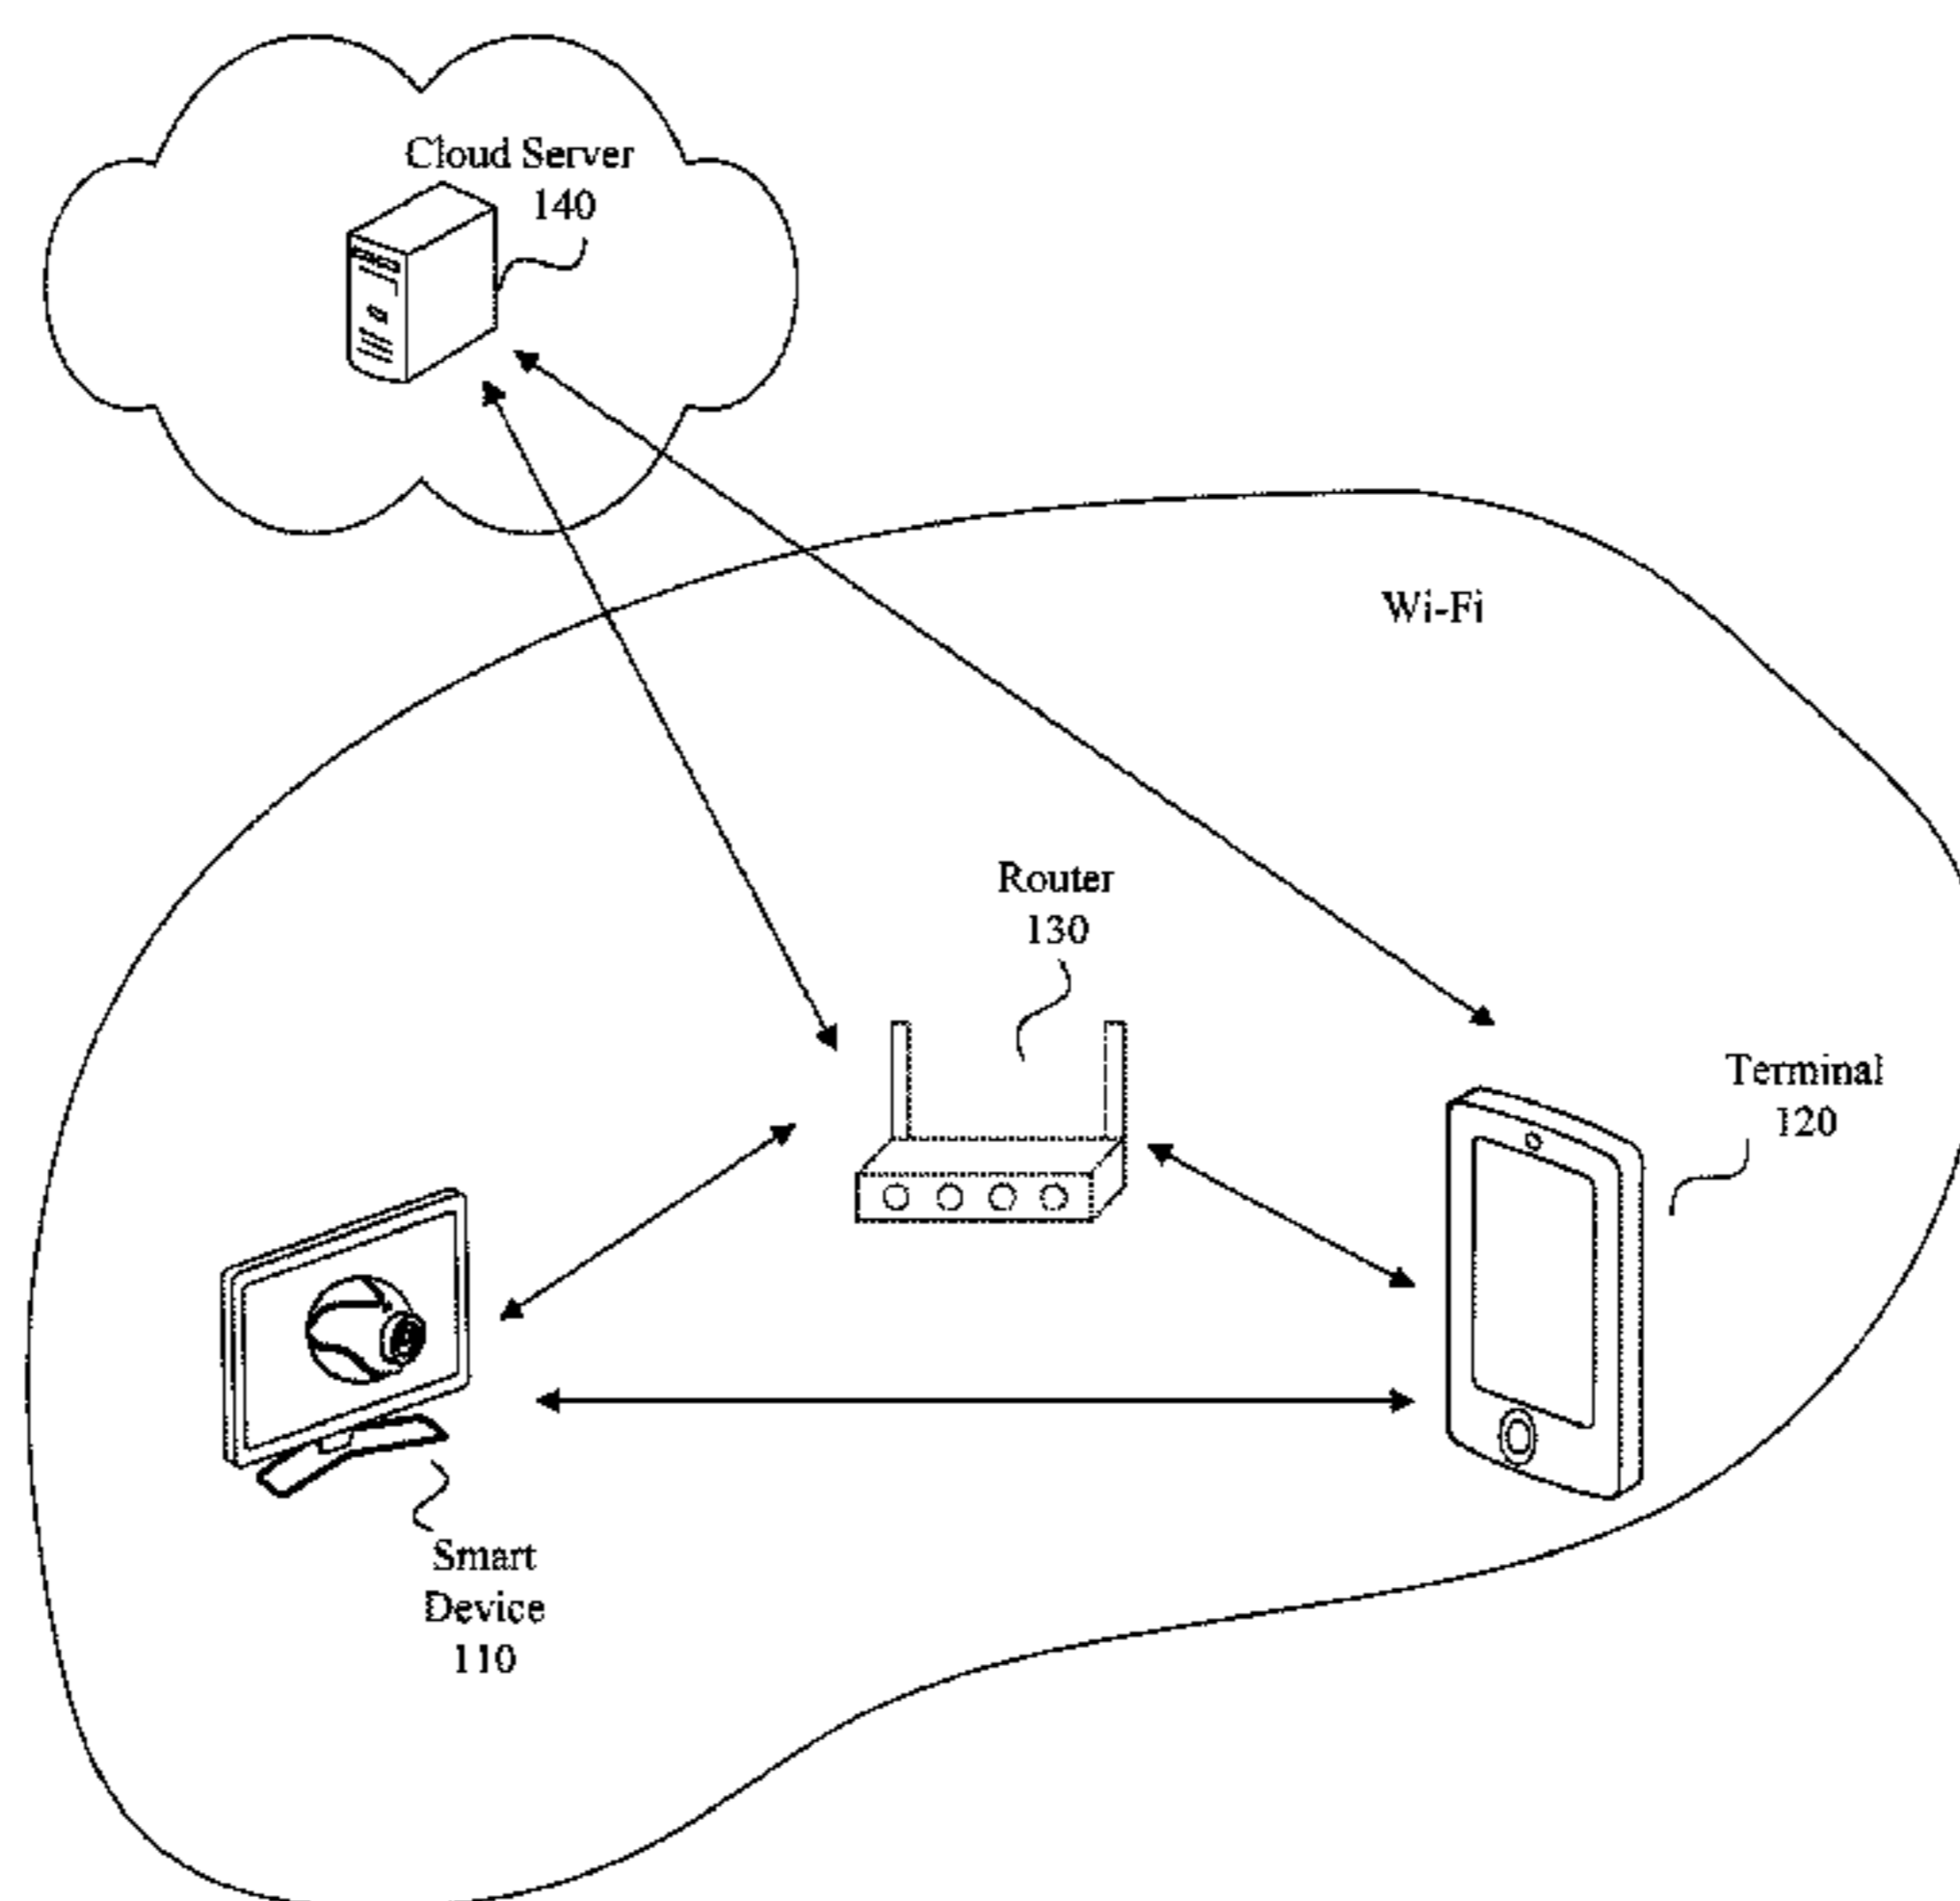 Cloud Server
140
Wi-Fi
Router
130
Terminal
120
Smart
Device
110